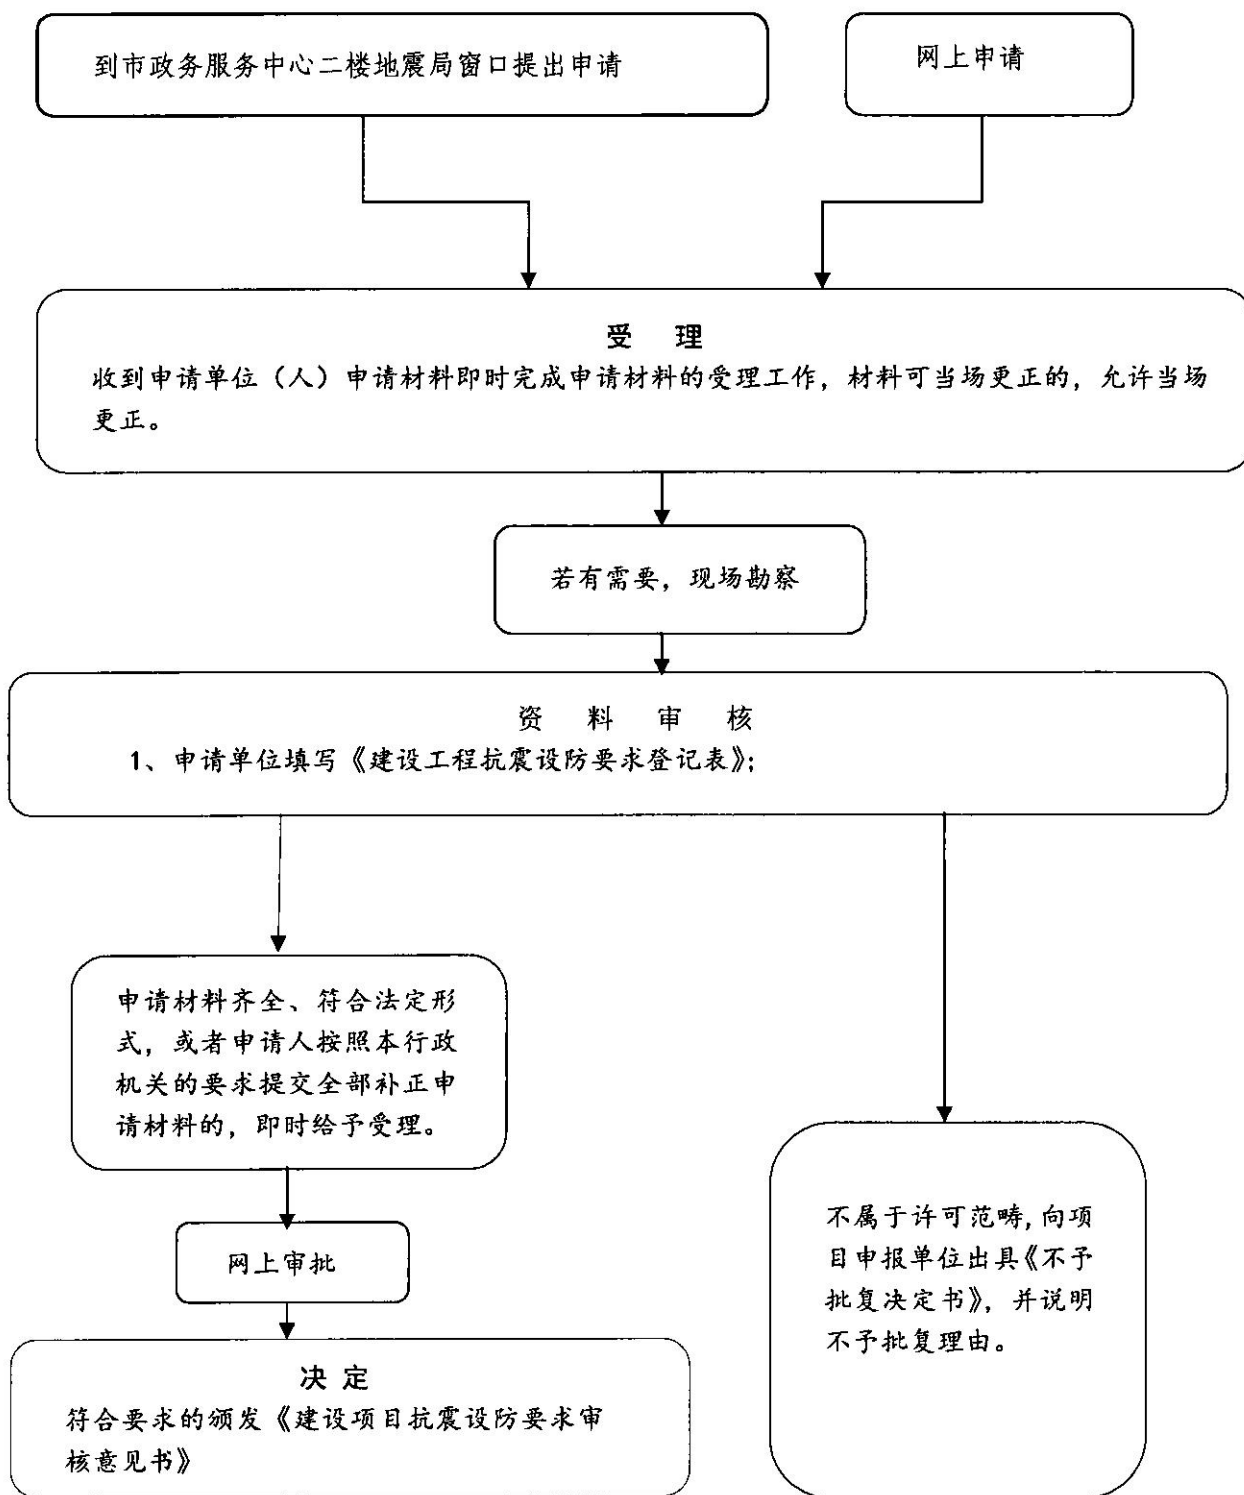 到市政务服务中心二楼地震局窗口提出申请
网上申请
受 理
收到申请单位（人）申请材料即时完成申请材料的受理工作，材料可当场更正的，允许当场
更正。
若有需要，现场勘察
资 料 审 核
1、申请单位填写《建设工程抗震设防要求登记表》；
申请材料齐全、符合法定形
式，或者申请人按照本行政
机关的要求提交全部补正申
请材料的，即时给予受理。
网上审批
决 定
符合要求的颁发《建设项目抗震设防要求审
核意见书》
不属于许可范畴，向项
目申报单位出具《不予
批复决定书》，并说明
不予批复理由。